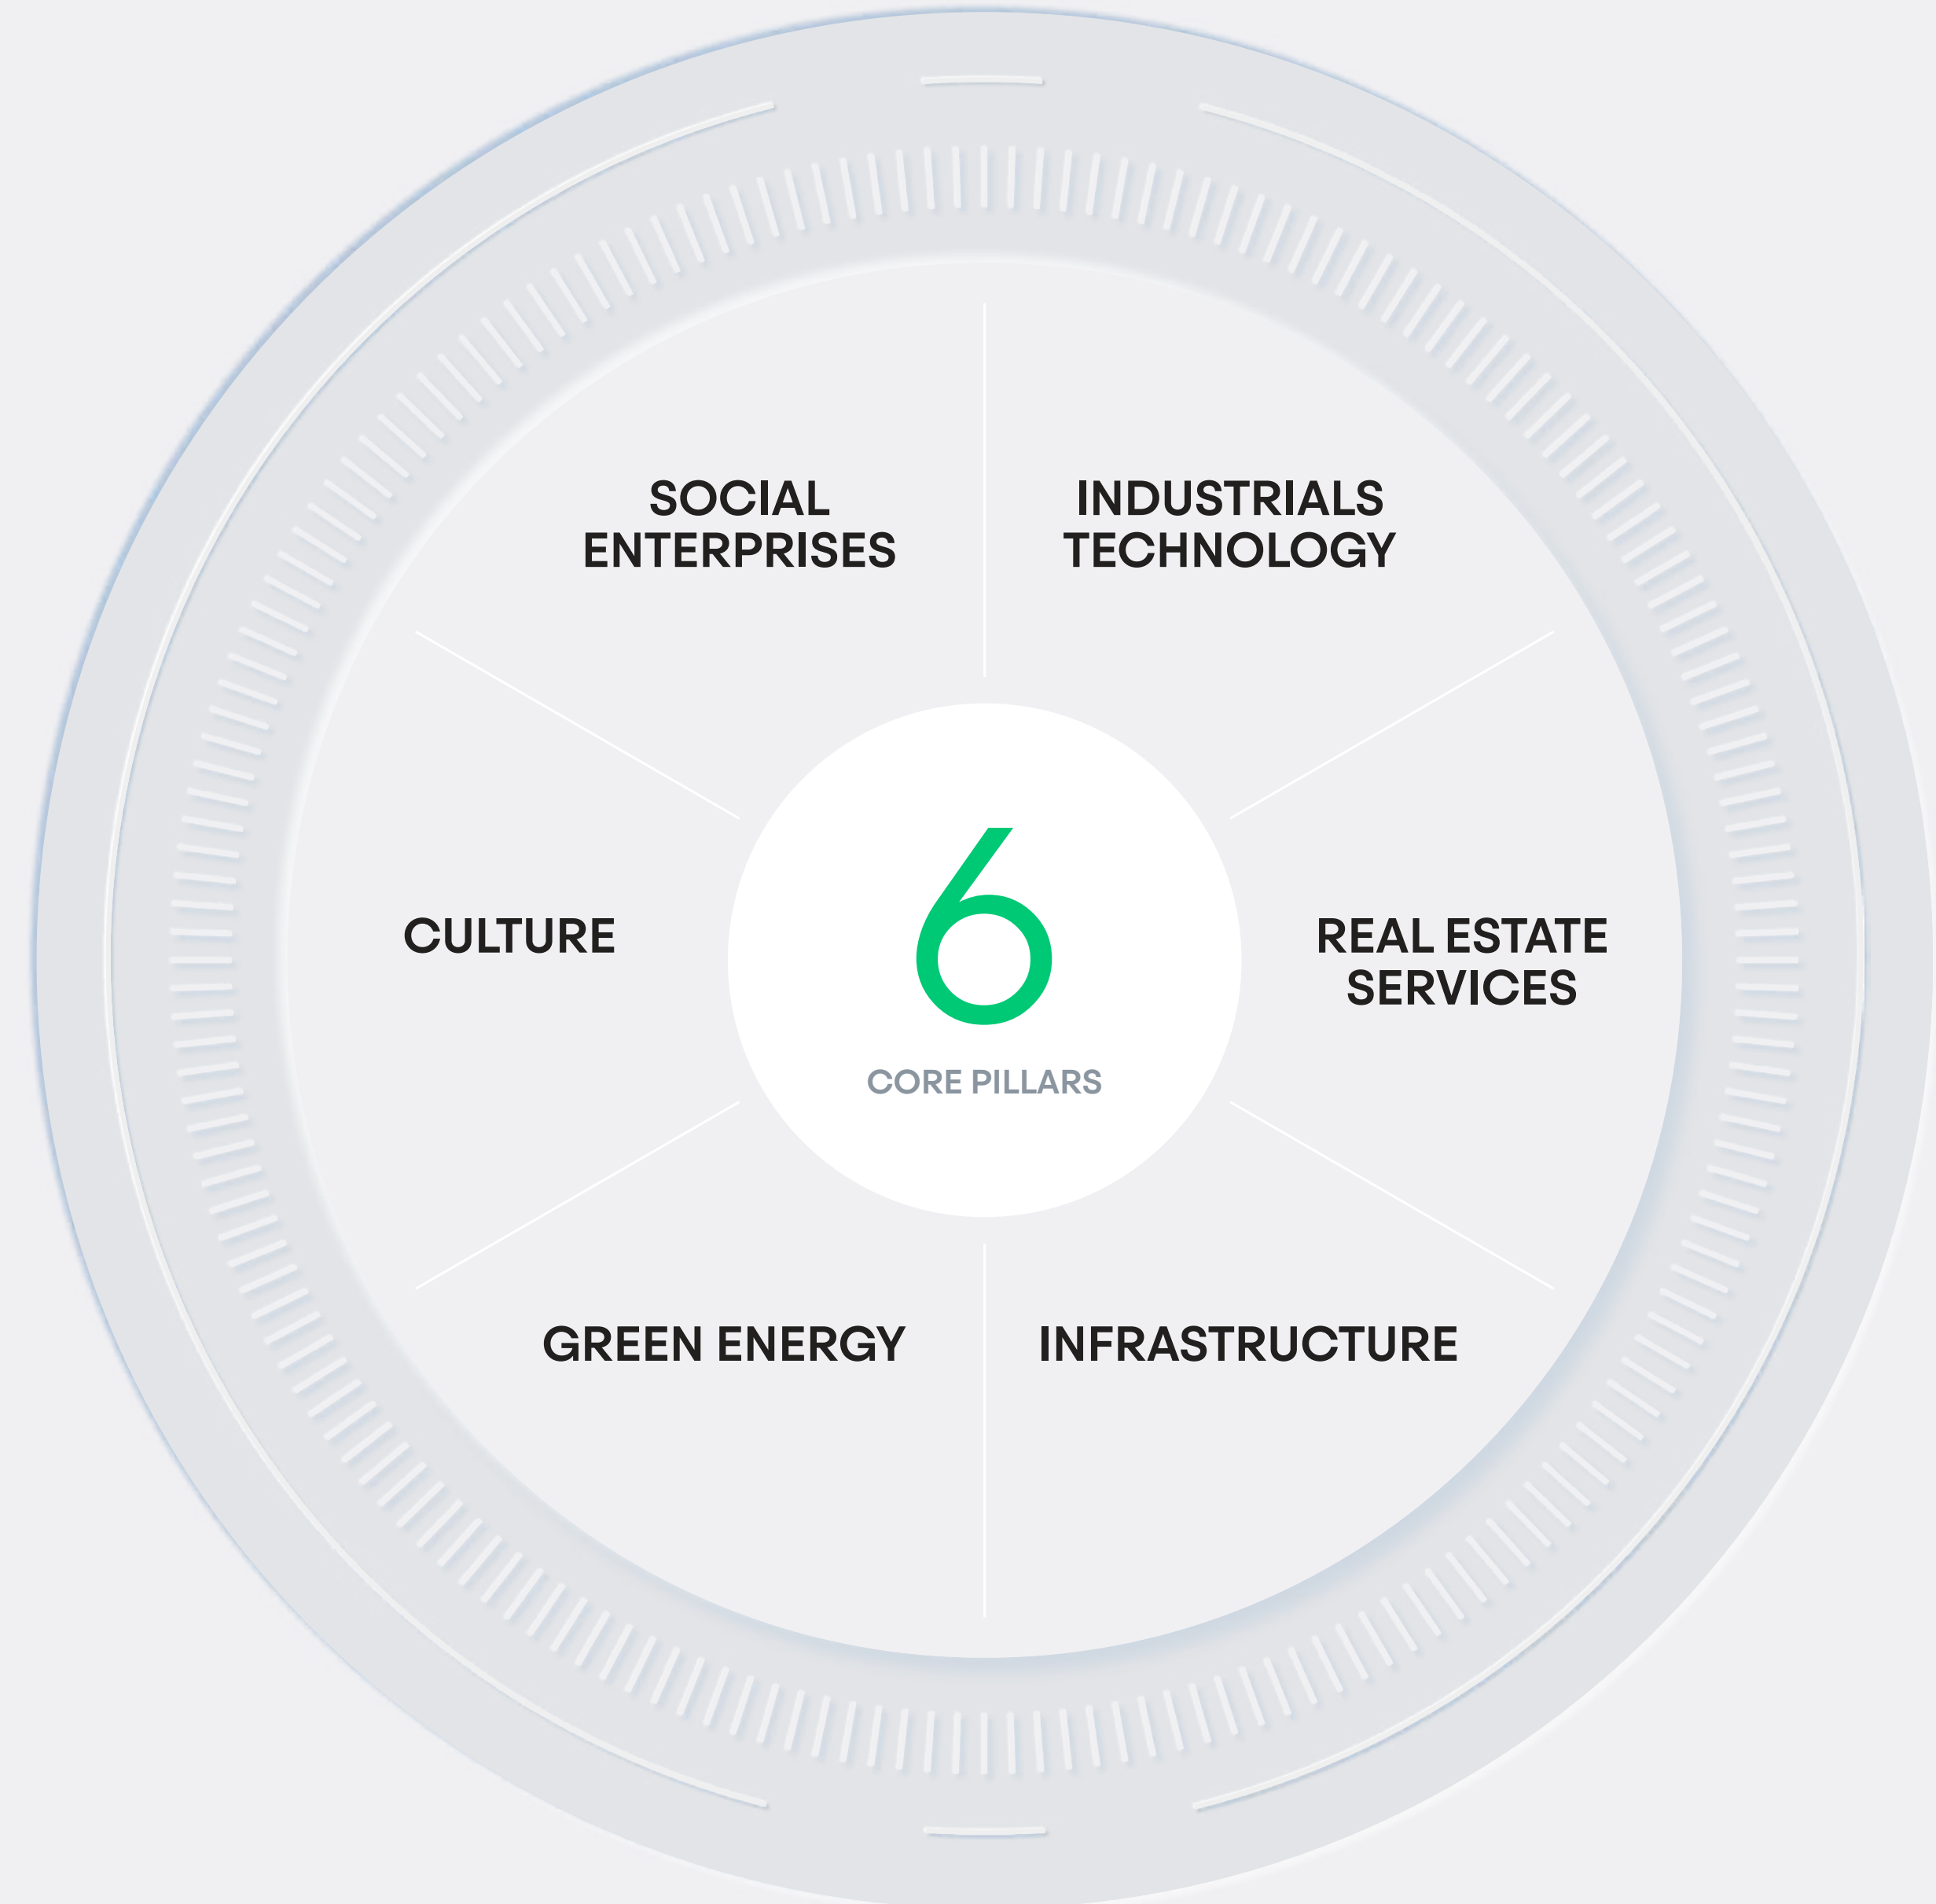 SOCIAL
ENTERPRISES
INDUSTRIALS
TECHNOLOGY
CULTURE
6
CORE PILLARS
REAL ESTATE
SERVICES
GREEN ENERGY
INFRASTRUCTURE